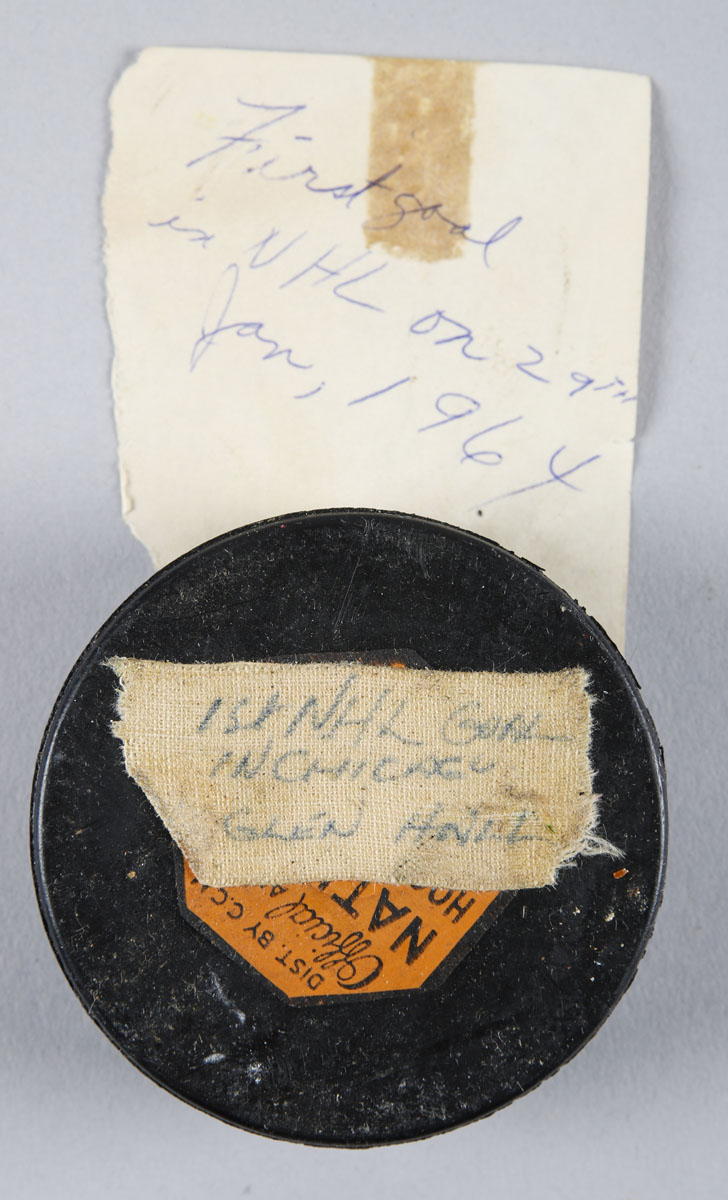 First goal
in NHL on 29TH
Jan, 1964
1st NHL GOAL
IN CHICAGO
GLEN HALL
DIST. BY C.C.
Official
NATI
HO